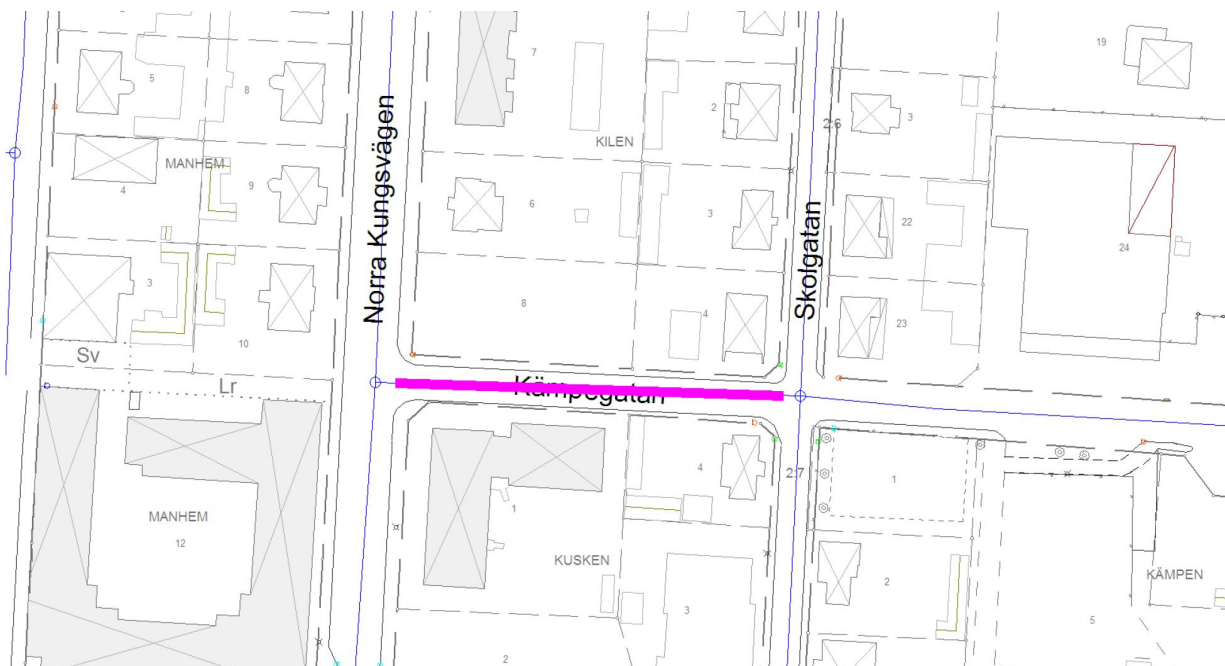 19
7
5
8
2
2:6
3
KILEN
MANHEM
9
4
6
3
22
24
Norra Kungsvägen
Skolgatan
3
8
4
23
10
Sv
Lr
Kämpegatan
4
2:7
1
1
MANHEM
12
KUSKEN
KÄMPEN
2
3
5
2